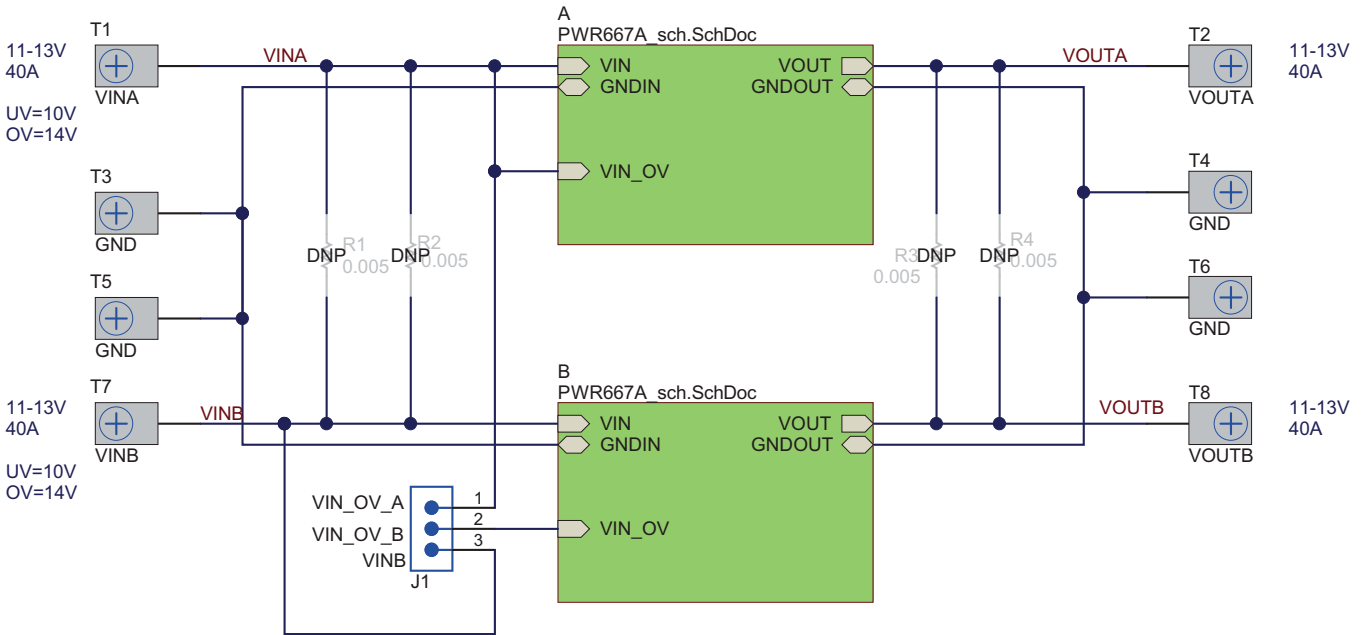 A
PWR667A_sch.SchDoc
T1
11-13V
40A
VINA
UV=10V
OV=14V
VINA
VIN
GNDIN
VIN_OV
VOUT
GNDOUT
VOUTA
T2
11-13V
40A
VOUTA
T3
GND
T5
GND
T4
GND
T6
GND
DNP
R1
0.005
DNP
R2
0.005
R3
DNP
0.005
DNP
R4
0.005
B
PWR667A_sch.SchDoc
T7
11-13V
40A
VINB
UV=10V
OV=14V
VINB
VIN
GNDIN
VIN_OV
VOUT
GNDOUT
VOUTB
T8
11-13V
40A
VOUTB
VIN_OV_A
1
VIN_OV_B
2
VINB
3
J1